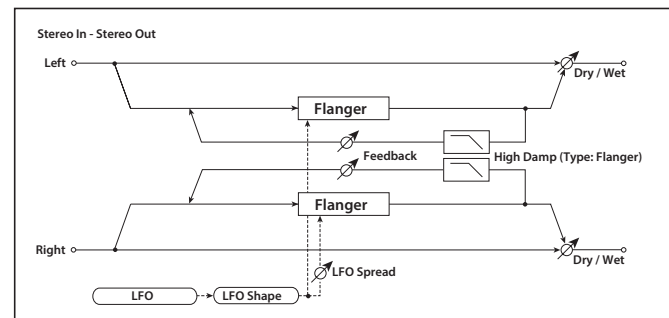 Stereo In - Stereo Out
Left
Dry / Wet
Flanger
Feedback
High Damp (Type: Flanger)
Flanger
Right
Dry / Wet
LFO Spread
LFO
LFO Shape